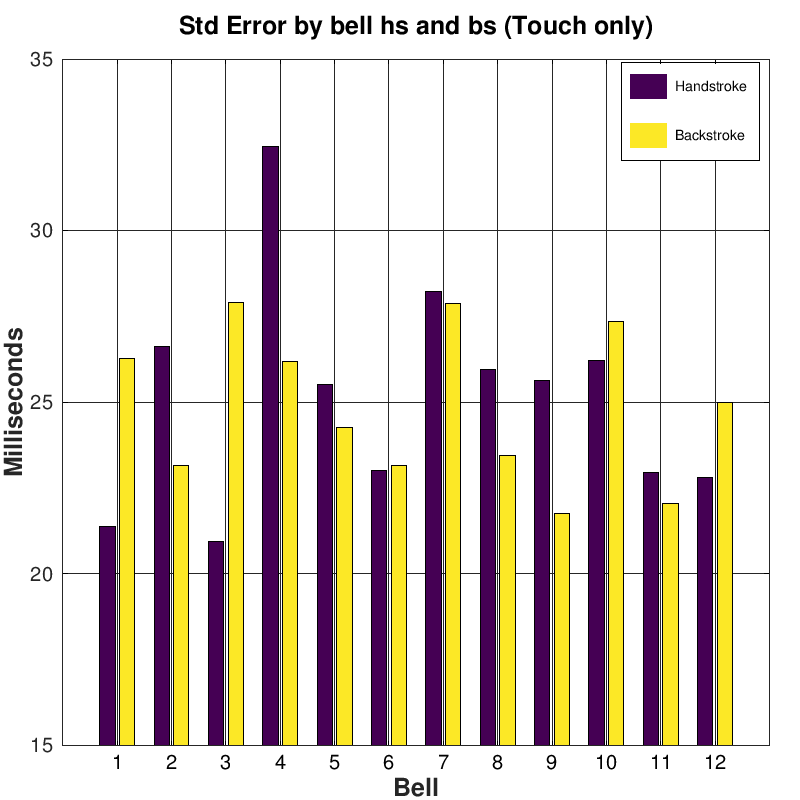 Std Error by bell hs and bs (Touch only)
Handstroke
Backstroke
35
30
25
20
15
Milliseconds
1 2 3 4 5 6 7 8 9 10 11 12
Bell